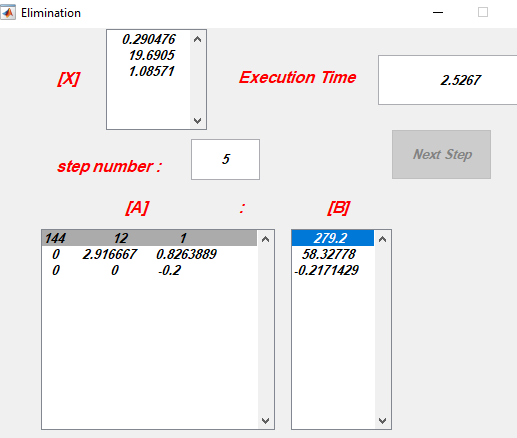 Elimination
[X]
0.290476
19.6905
1.08571
Execution Time
2.5267
step number :
5
Next Step
[A] : [B]
144 12 1 279.2
0 2.916667 0.8263889 58.32778
0 0 -0.2 -0.2171429